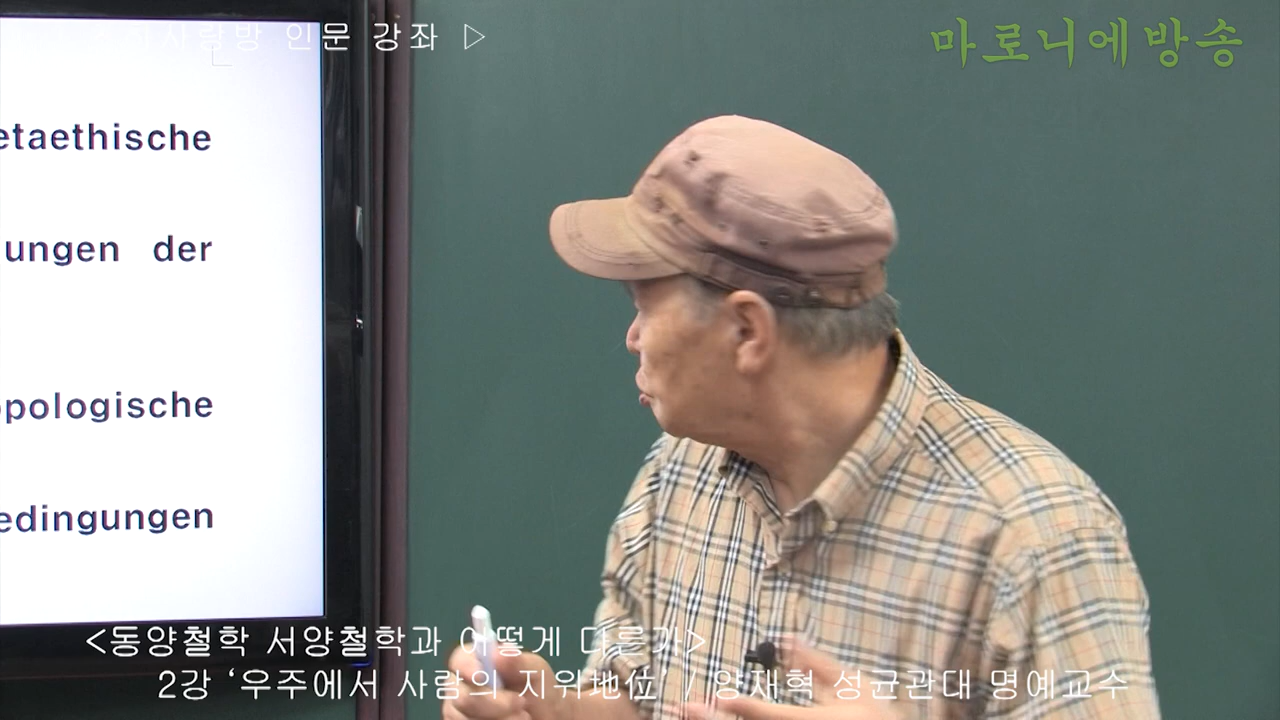 인문 강좌 ▷
마로니에방송
etaethische
ungen der
pologische
edingungen
<동양철학 서양철학과 어떻게 다른가>
2강 ‘우주에서 사람의 지위地位’ / 양재혁 성균관대 명예교수